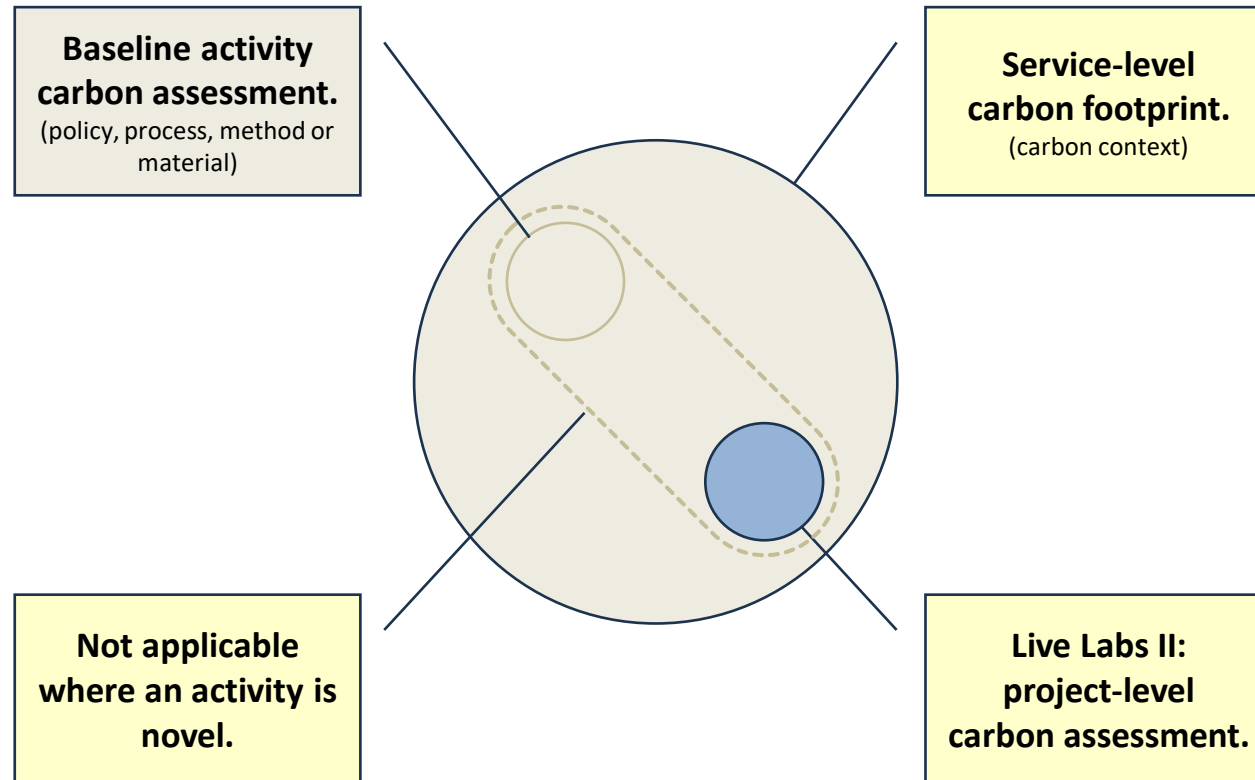 Baseline activity
carbon assessment.
(policy, process, method or
material)
Service-level
carbon footprint.
(carbon context)
Not applicable
where an activity is
novel.
Live Labs II:
project-level
carbon assessment.